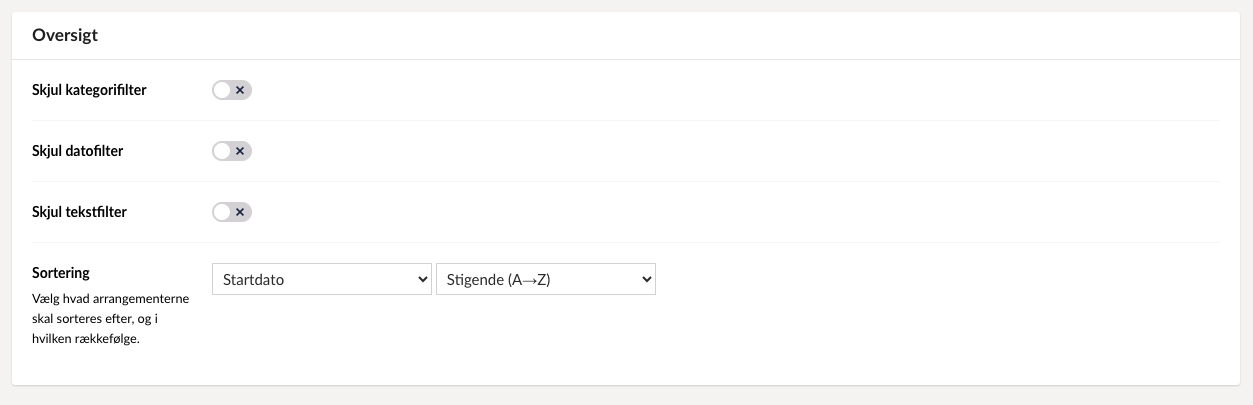 Oversigt
Skjul kategorifilter
Skjul datofilter
Skjul tekstfilter
Sortering
Startdato
Stigende (A→Z)
Vælg hvad arrangementerne
skal sorteres efter, og i
hvilken rækkefølge.